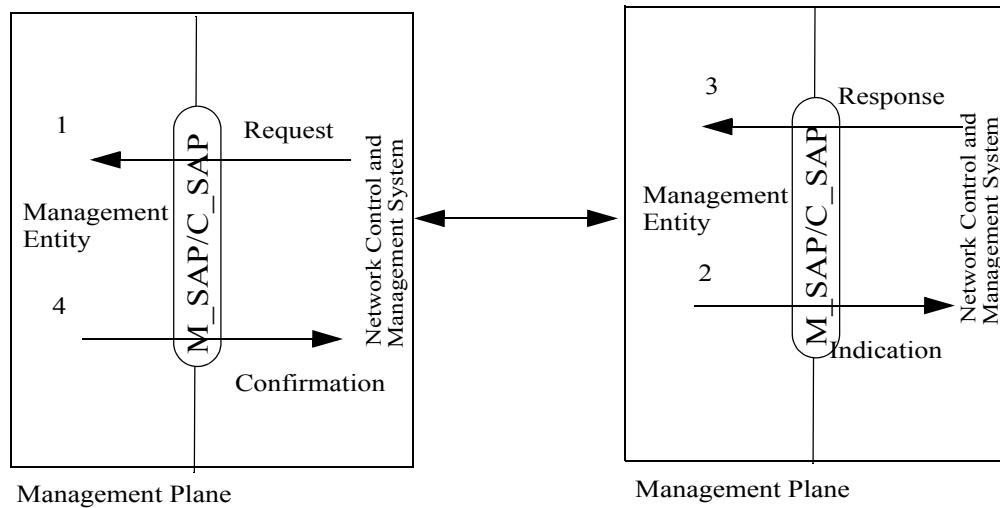 1
Request
Management
Entity
M_SAP/C_SAP
Network Control and
Management System
4
Confirmation
Management Plane
3
Response
Management
Entity
M_SAP/C_SAP
Network Control and
Management System
2
Indication
Management Plane